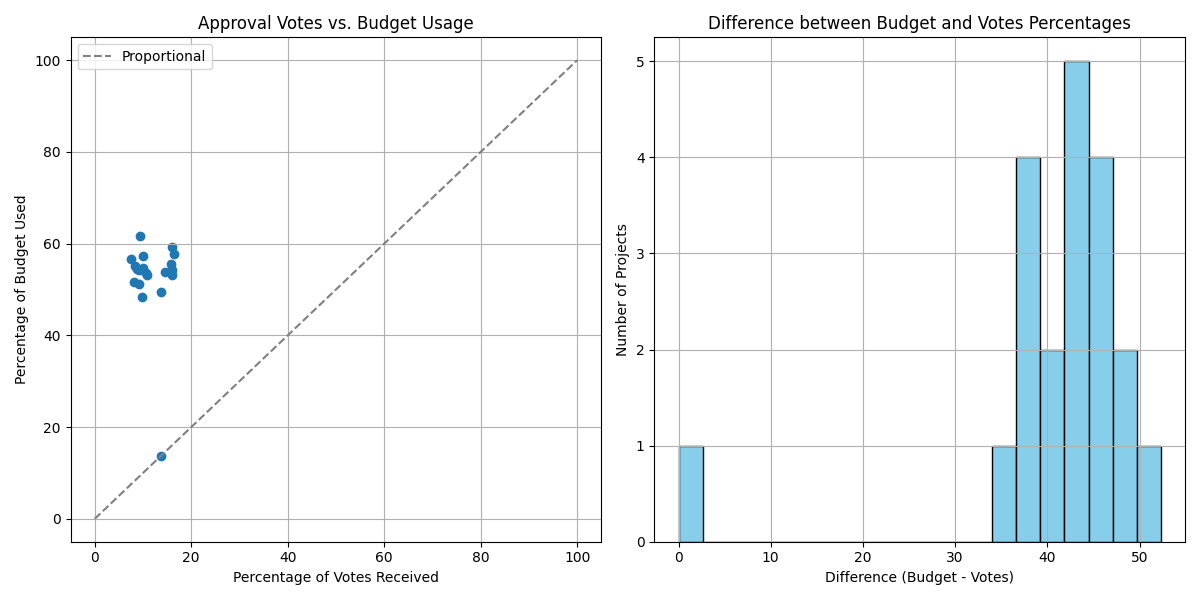 Approval Votes vs. Budget Usage
Proportional
100
80
60
40
20
0
Percentage of Budget Used
0 20 40 60 80 100
Percentage of Votes Received
Difference between Budget and Votes Percentages
5
4
3
2
1
0
Number of Projects
0 10 20 30 40 50
Difference (Budget - Votes)